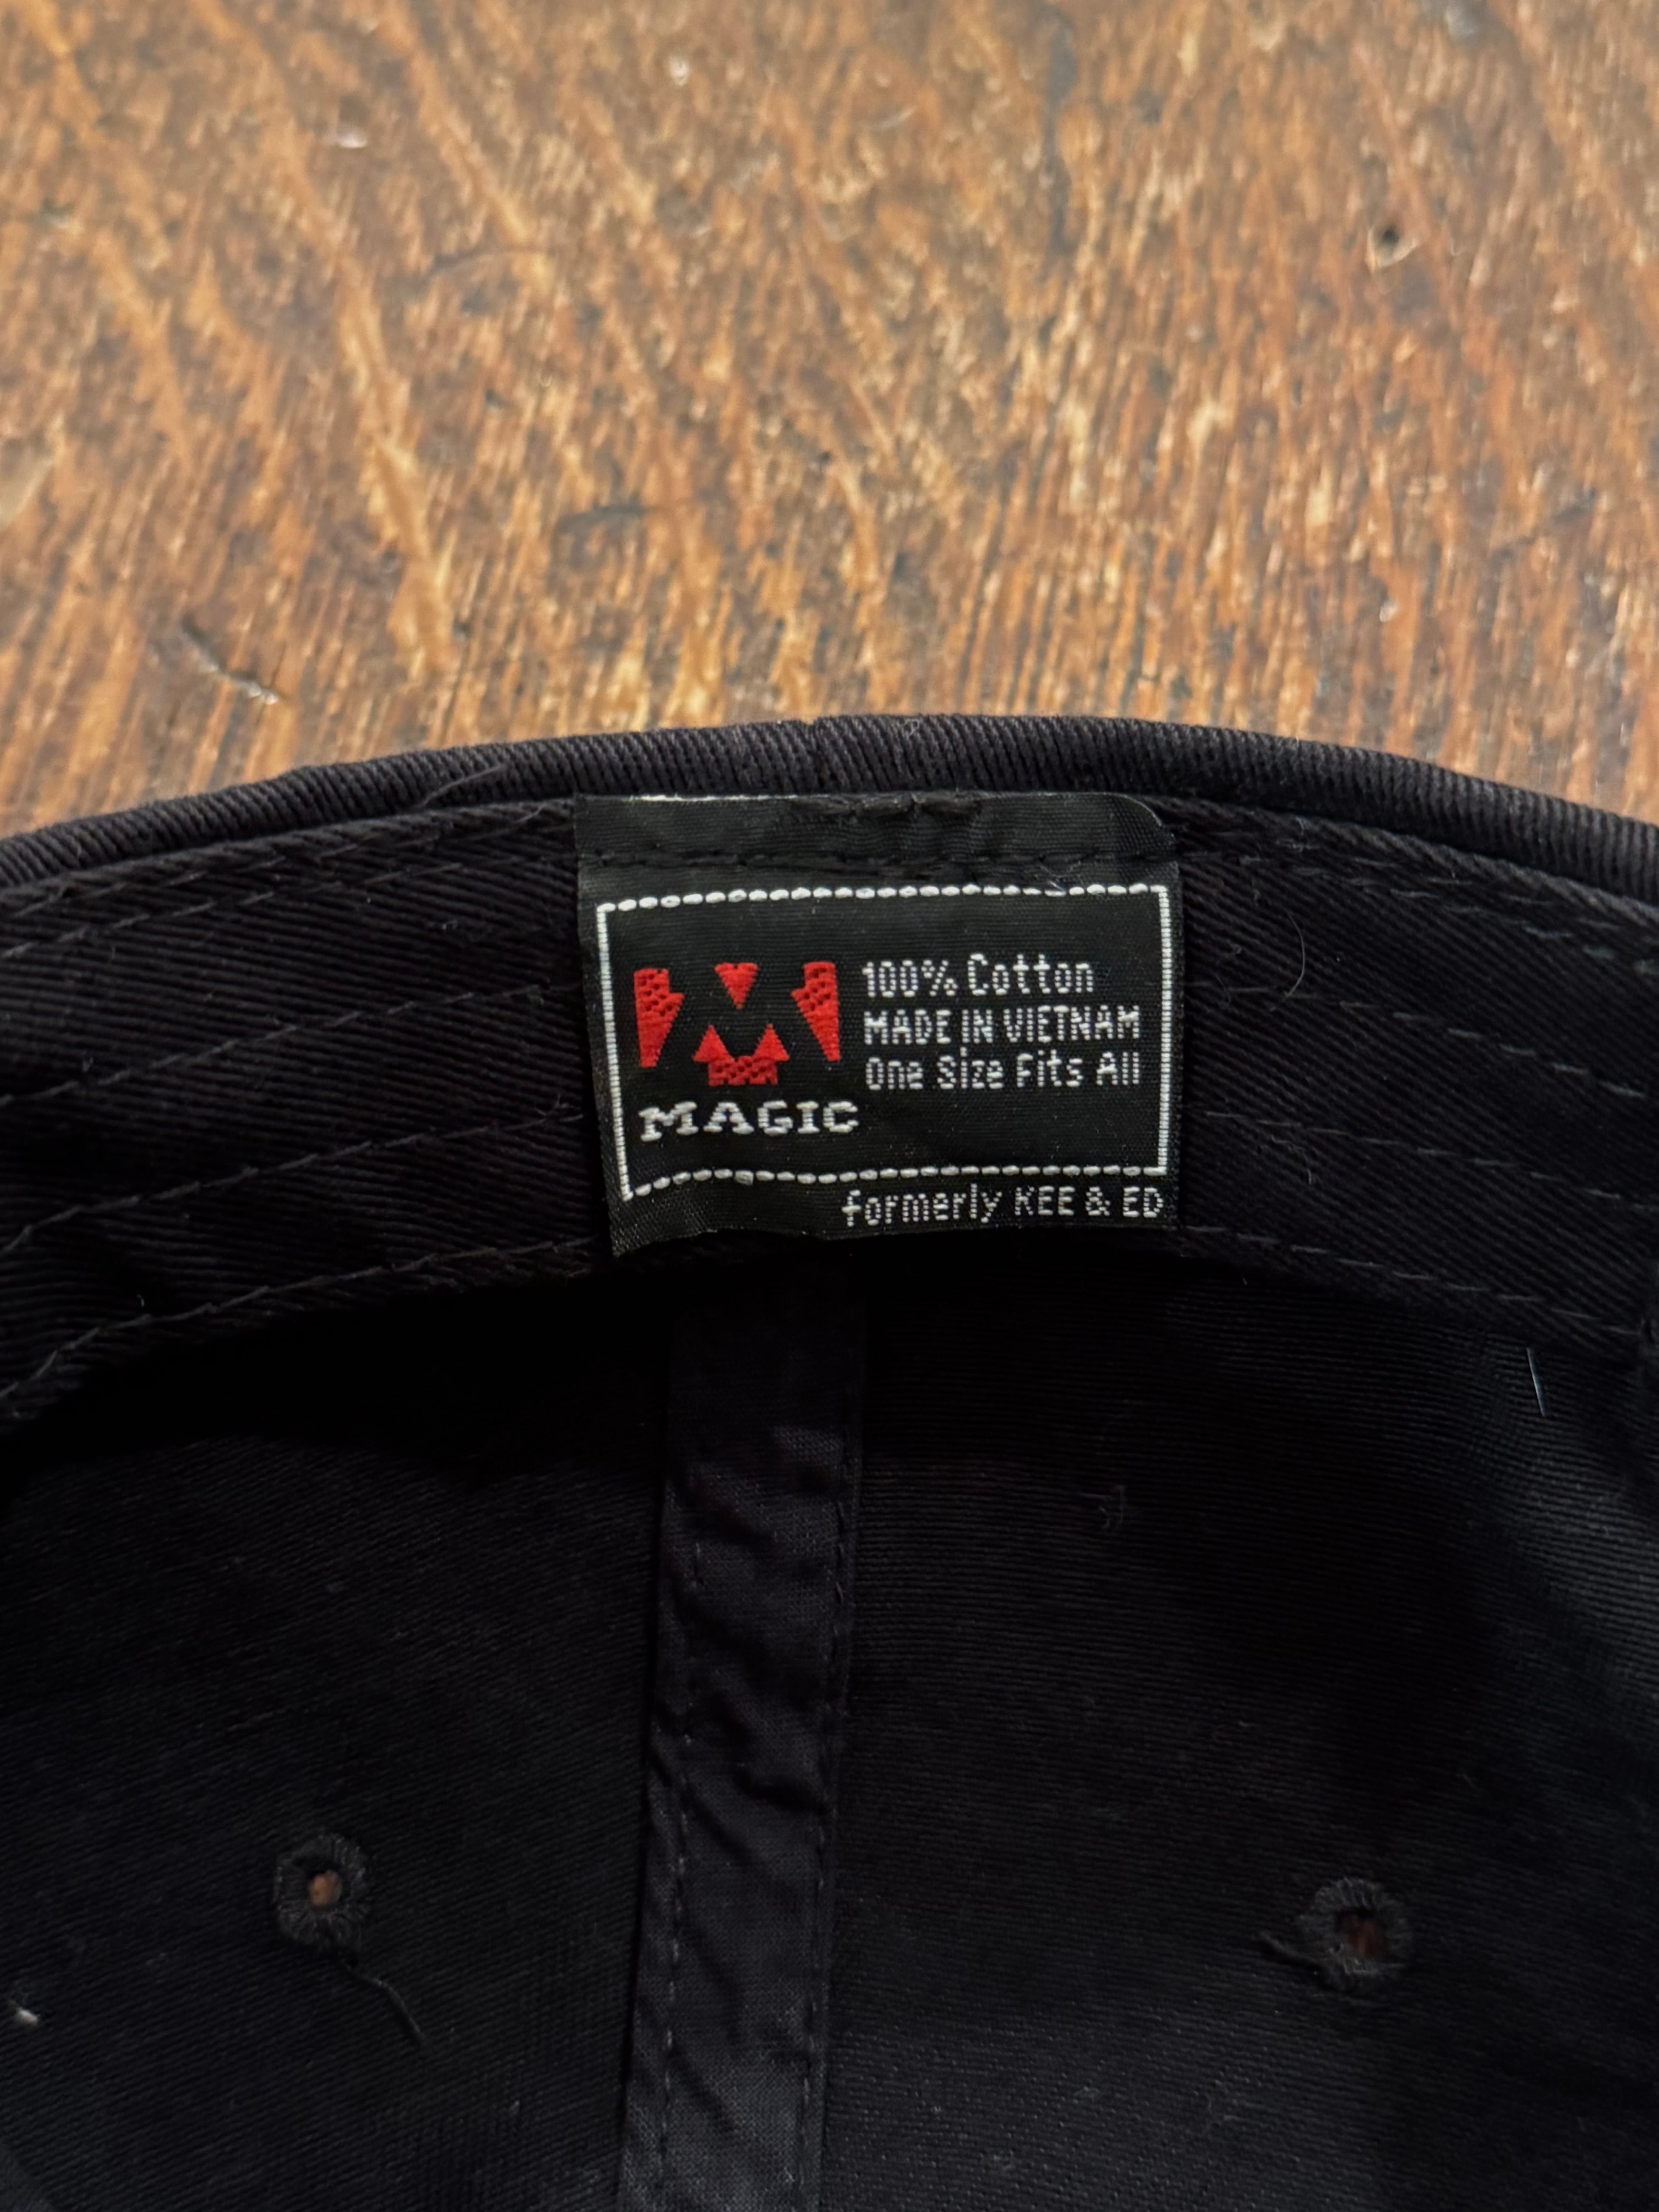 100% Cotton
MADE IN VIETNAM
One Size Fits All
MAGIC
formerly KEE & ED